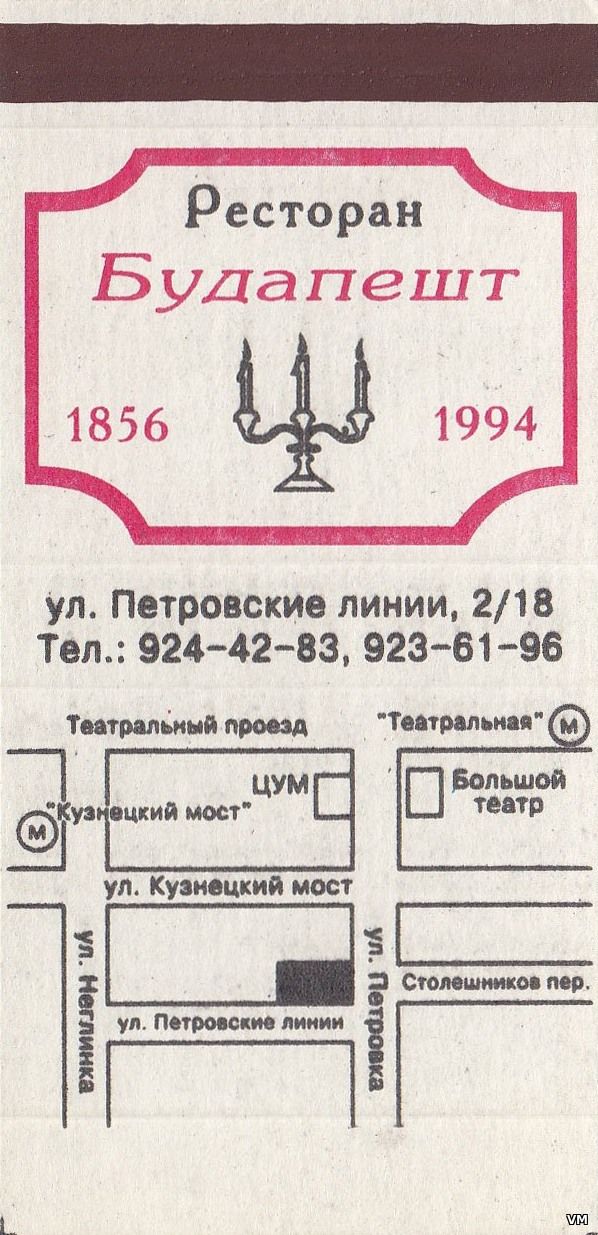 Ресторан
Будапешт
1856 1994
ул. Петровские линии, 2/18
Тел.: 924-42-83, 923-61-96
Театральный проезд
"Театральная" М
ЦУМ
Большой
театр
"Кузнецкий мост"
М
ул. Кузнецкий мост
ул. Неглинка
ул. Петровка
Столешников пер.
ул. Петровские линии
VM